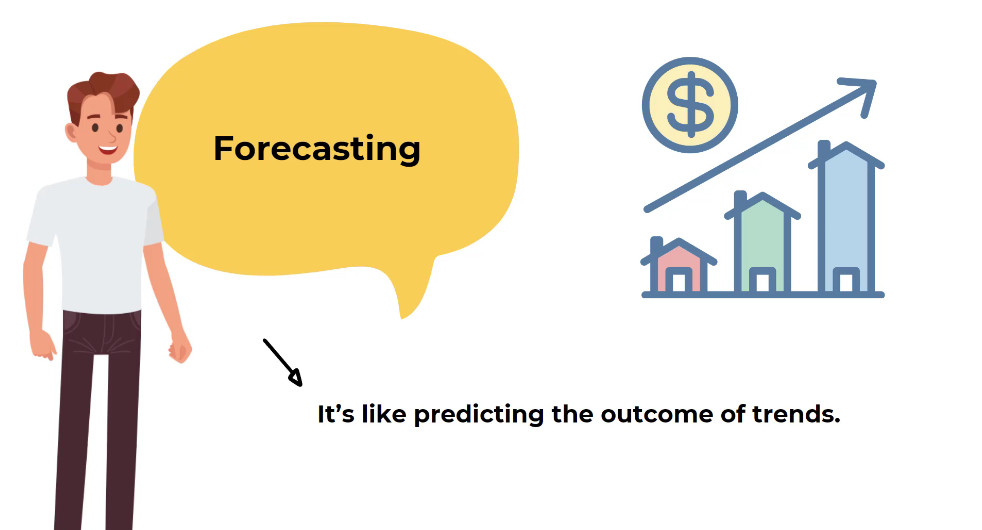 Forecasting
$
It’s like predicting the outcome of trends.